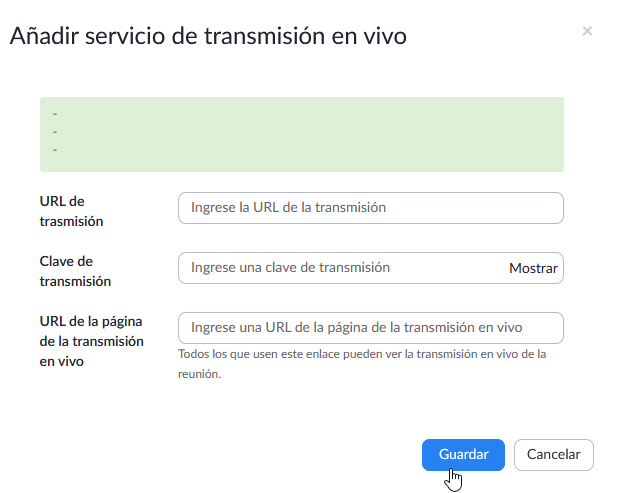 Añadir servicio de transmisión en vivo
×
-
-
-
URL de
trasmisión
Ingrese la URL de la transmisión
Clave de
transmisión
Ingrese una clave de transmisión
Mostrar
URL de la página
de la transmisión
en vivo
Ingrese una URL de la página de la transmisión en vivo
Todos los que usen este enlace pueden ver la transmisión en vivo de la
reunión.
Guardar
Cancelar